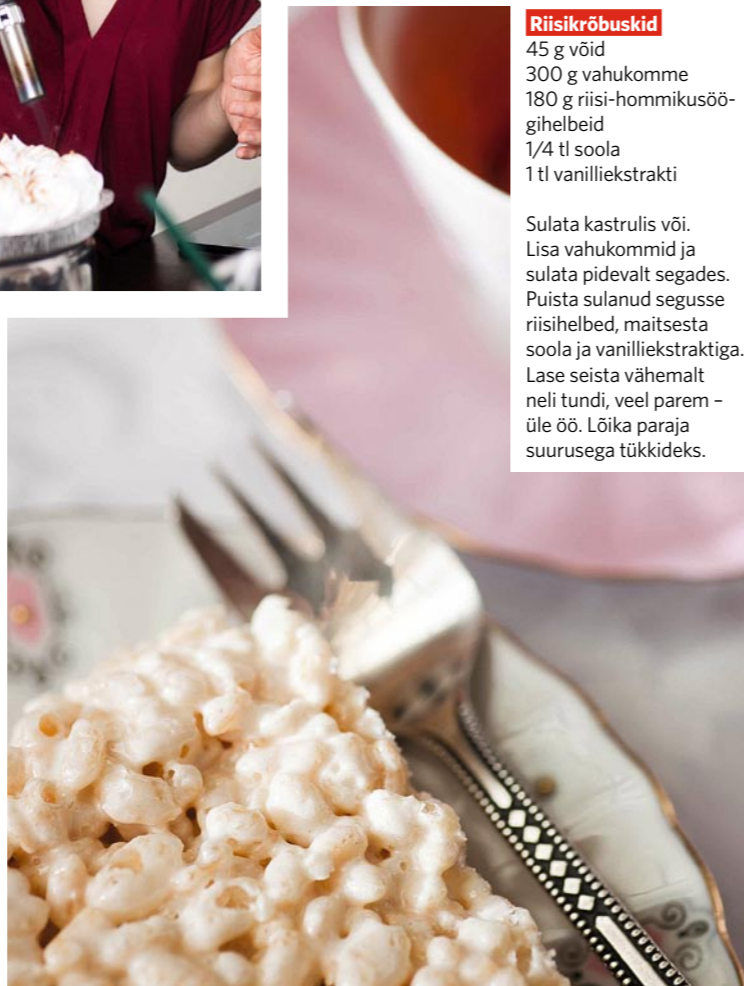 Riisikrõbuskid
45 g võid
300 g vahukomme
180 g riisi-hommikusöö-
gihelbeid
1/4 tl soola
1 tl vanilliekstrakti
Sulata kastrulis või.
Lisa vahukommid ja
sulata pidevalt segades.
Puista sulanud segusse
riisihelbed, maitsesta
soola ja vanilliekstraktiga.
Lase seista vähemalt
neli tundi, veel parem –
üle öö. Lõika paraja
suurusega tükkideks.